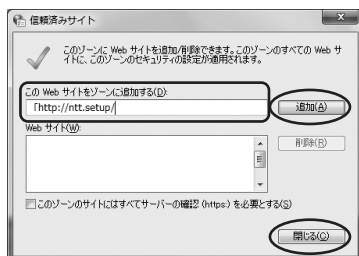 信頼済みサイト
このゾーンに Web サイトを追加/削除できます。このゾーンのすべての Web サ
イトに、このゾーンのセキュリティの設定が適用されます。
この Web サイトをゾーンに追加する(D):
「http://ntt.setup/
追加(A)
Web サイト(W):
削除(R)
このゾーンのサイトにはすべてサーバーの確認 (https:) を必要とする(S)
閉じる(C)